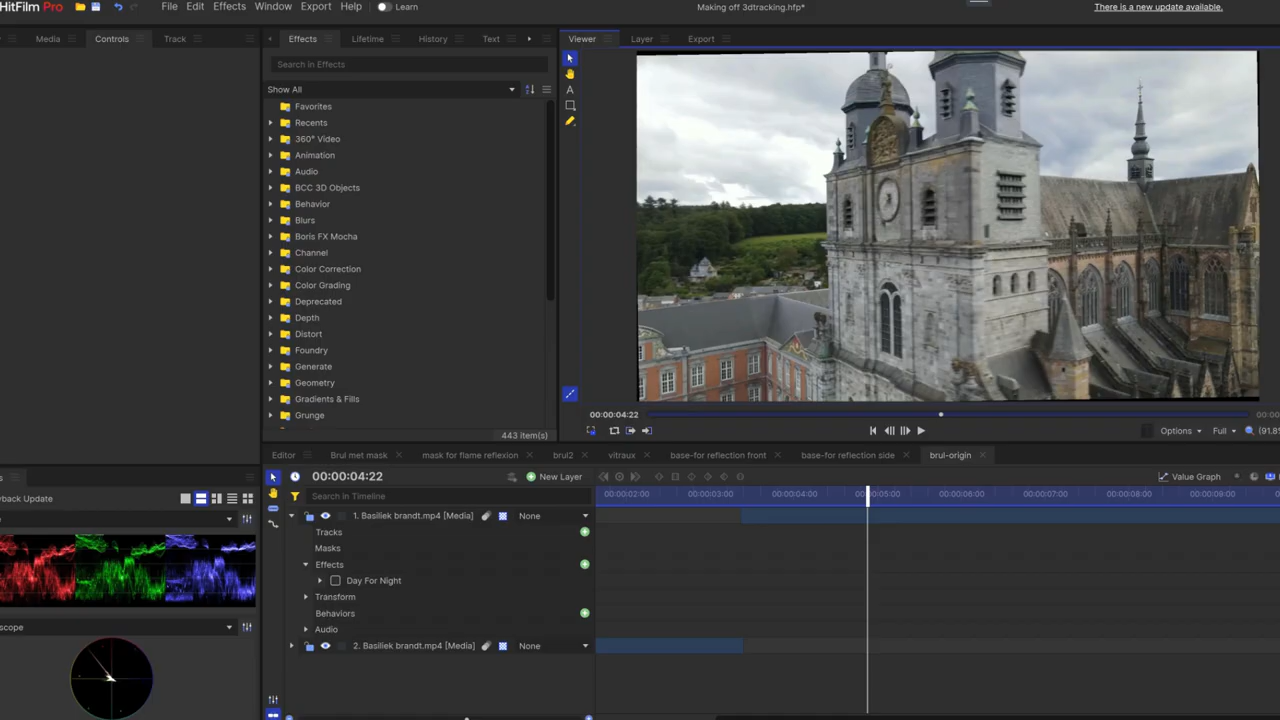 HitFilm Pro
File Edit Effects Window Export Help Learn Making off 3dtracking.hfp* There is a new update available.
Media Controls Track Effects Lifetime History Text Viewer Layer Export
Search in Effects
Show All
Favorites
Recents
360° Video
Animation
Audio
BCC 3D Objects
Behavior
Blurs
Boris FX Mocha
Channel
Color Correction
Color Grading
Deprecated
Depth
Distort
Foundry
Generate
Geometry
Gradients & Fills
Grunge
443 item(s)
00:00:04:22
Options Full (91.8
Editor Brul met mask mask for flame reflexion brul2 vitraux base-for reflection front base-for reflection side brul-origin
00:00:04:22 New Layer Value Graph
Search in Timeline
00:00:02:00 00:00:03:00 00:00:04:00 00:00:05:00 00:00:06:00 00:00:07:00 00:00:08:00 00:00:09:00
yback Update
1. Basiliek brandt.mp4 [Media] None
Tracks
Masks
Effects
Day For Night
Transform
Behaviors
Audio
scope
2. Basiliek brandt.mp4 [Media] None